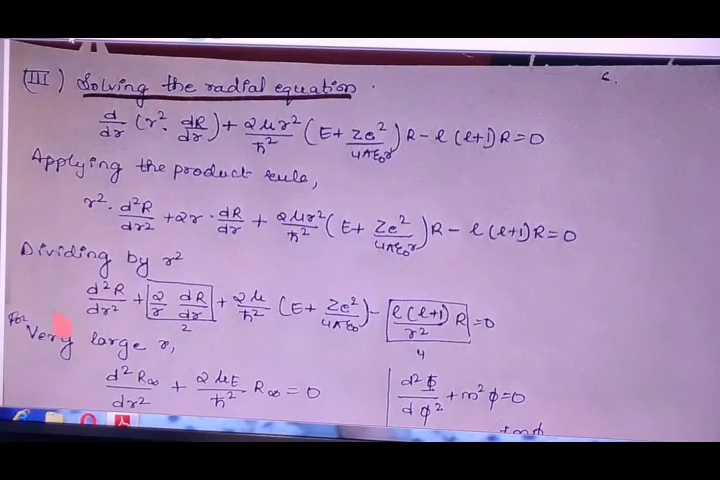 (III) Solving the radial equation.
6.
d/dr (r². dR/dr) + 2μr²/ħ² (E + Ze²/4πε₀r) R - l(l+1)R = 0
Applying the product rule,
r². d²R/dr² + 2r. dR/dr + 2μr²/ħ² (E + Ze²/4πε₀r) R - l(l+1)R = 0
Dividing by r²
d²R/dr² + 2/r dR/dr + 2μ/ħ² (E + Ze²/4πε₀) - l(l+1)/r² R = 0
2
4
For
Very large r,
d²R∞/dr² + 2μE/ħ² R∞ = 0
d²Φ/dϕ² + m²ϕ = 0